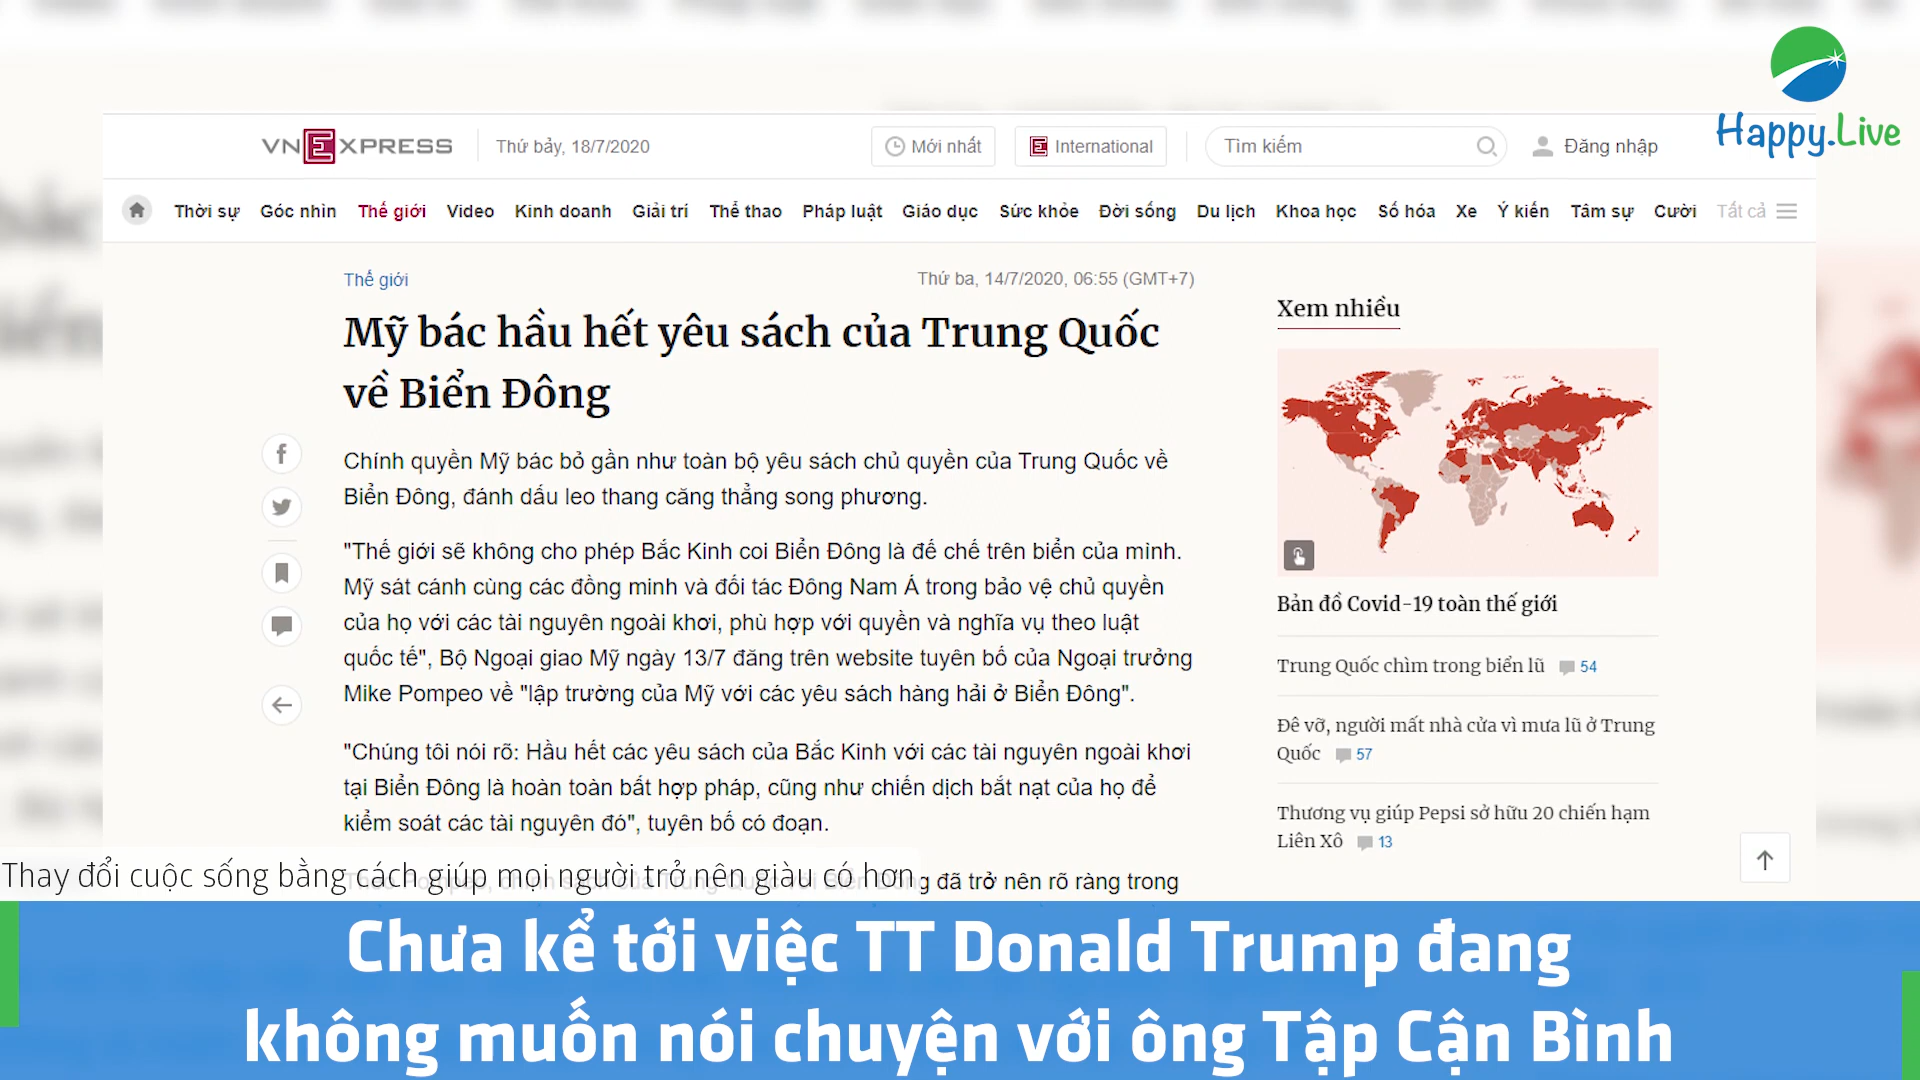 Happy.Live
VNEXPRESS
Thứ bảy, 18/7/2020
Mới nhất
International
Tìm kiếm
Đăng nhập
Thời sự Góc nhìn Thế giới Video Kinh doanh Giải trí Thể thao Pháp luật Giáo dục Sức khỏe Đời sống Du lịch Khoa học Số hóa Xe Ý kiến Tâm sự Cười Tất cả
Thế giới
Thứ ba, 14/7/2020, 06:55 (GMT+7)
Mỹ bác hầu hết yêu sách của Trung Quốc
về Biển Đông
Chính quyền Mỹ bác bỏ gần như toàn bộ yêu sách chủ quyền của Trung Quốc về
Biển Đông, đánh dấu leo thang căng thẳng song phương.
"Thế giới sẽ không cho phép Bắc Kinh coi Biển Đông là đế chế trên biển của mình.
Mỹ sát cánh cùng các đồng minh và đối tác Đông Nam Á trong bảo vệ chủ quyền
của họ với các tài nguyên ngoài khơi, phù hợp với quyền và nghĩa vụ theo luật
quốc tế", Bộ Ngoại giao Mỹ ngày 13/7 đăng trên website tuyên bố của Ngoại trưởng
Mike Pompeo về "lập trường của Mỹ với các yêu sách hàng hải ở Biển Đông".
"Chúng tôi nói rõ: Hầu hết các yêu sách của Bắc Kinh với các tài nguyên ngoài khơi
tại Biển Đông là hoàn toàn bất hợp pháp, cũng như chiến dịch bắt nạt của họ để
kiểm soát các tài nguyên đó", tuyên bố có đoạn.
đã trở nên rõ ràng trong
Xem nhiều
Bản đồ Covid-19 toàn thế giới
Trung Quốc chìm trong biển lũ 54
Đê vỡ, người mất nhà cửa vì mưa lũ ở Trung
Quốc 57
Thương vụ giúp Pepsi sở hữu 20 chiến hạm
Liên Xô 13
Thay đổi cuộc sống bằng cách giúp mọi người trở nên giàu có hơn
Chưa kể tới việc TT Donald Trump đang
không muốn nói chuyện với ông Tập Cận Bình